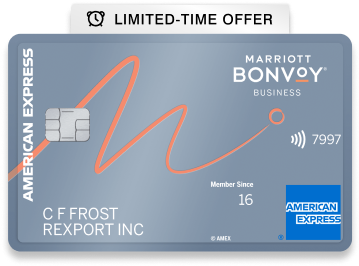 LIMITED-TIME OFFER
AMERICAN EXPRESS
MARRIOTT
BONVOY®
BUSINESS
7997
Member Since
16
C F FROST
REXPORT INC
AMERICAN
EXPRESS
®
© AMEX